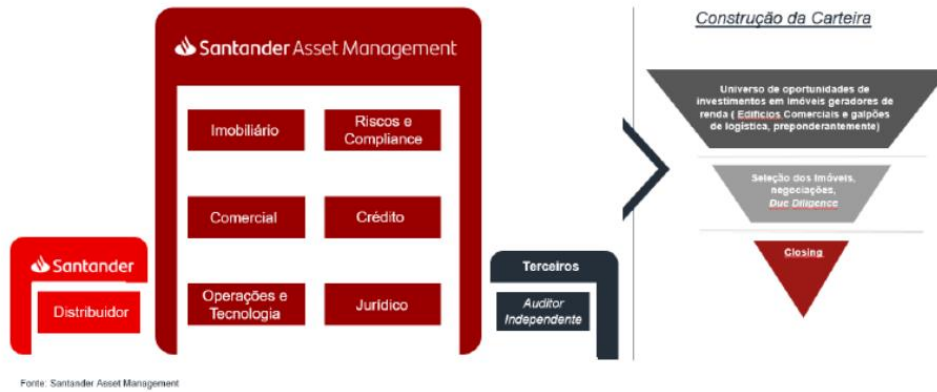 Santander Asset Management
Imobiliário
Riscos e
Compliance
Comercial
Crédito
Operações e
Tecnologia
Jurídico
Santander
Distribuidor
Terceiros
Auditor
Independente
Construção da Carteira
Universo de oportunidades de
investimentos em imóveis geradores de
renda ( Edifícios Comerciais e galpões
de logística, preponderantemente)
Seleção dos Imóveis,
negociações,
Due Diligence
Closing
Fonte: Santander Asset Management